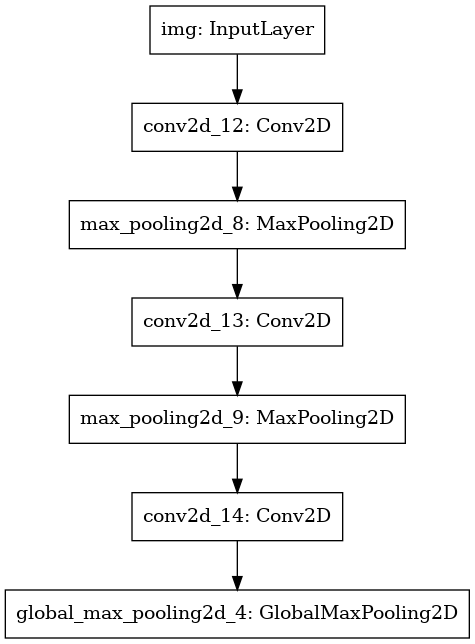 img: InputLayer
conv2d_12: Conv2D
max_pooling2d_8: MaxPooling2D
conv2d_13: Conv2D
max_pooling2d_9: MaxPooling2D
conv2d_14: Conv2D
global_max_pooling2d_4: GlobalMaxPooling2D